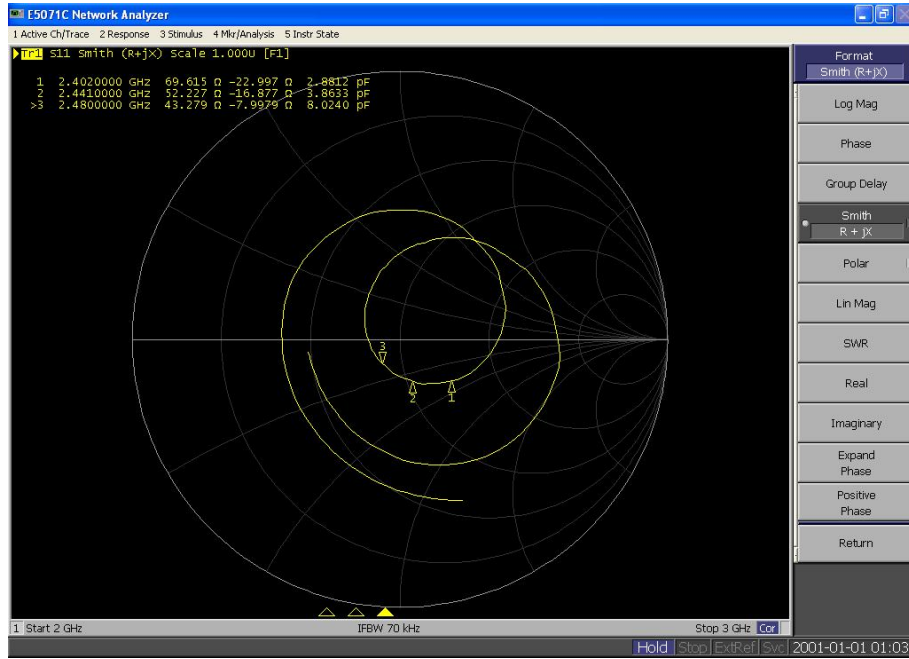 E5071C Network Analyzer
1 Active Ch/Trace 2 Response 3 Stimulus 4 Mkr/Analysis 5 Instr State
Tr1 S11 Smith (R+jX) Scale 1.000U [F1]
1 2.4020000 GHz 69.615 Ω -22.997 Ω 2.8812 pF
2 2.4410000 GHz 52.227 Ω -16.877 Ω 3.8633 pF
>3 2.4800000 GHz 43.279 Ω -7.9979 Ω 8.0240 pF
3
2
1
Format
Smith (R+jX)
Log Mag
Phase
Group Delay
Smith
R + jX
Polar
Lin Mag
SWR
Real
Imaginary
Expand
Phase
Positive
Phase
Return
1 Start 2 GHz IFBW 70 kHz Stop 3 GHz Cor
Hold Stop ExtRef Svc 2001-01-01 01:03